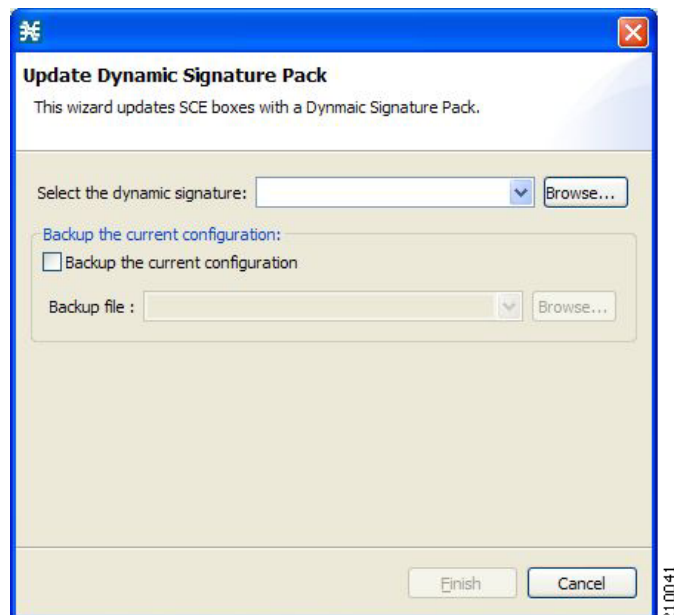 Update Dynamic Signature Pack
This wizard updates SCE boxes with a Dynmaic Signature Pack.
Select the dynamic signature: Browse...
Backup the current configuration:
Backup the current configuration
Backup file : Browse...
Finish Cancel